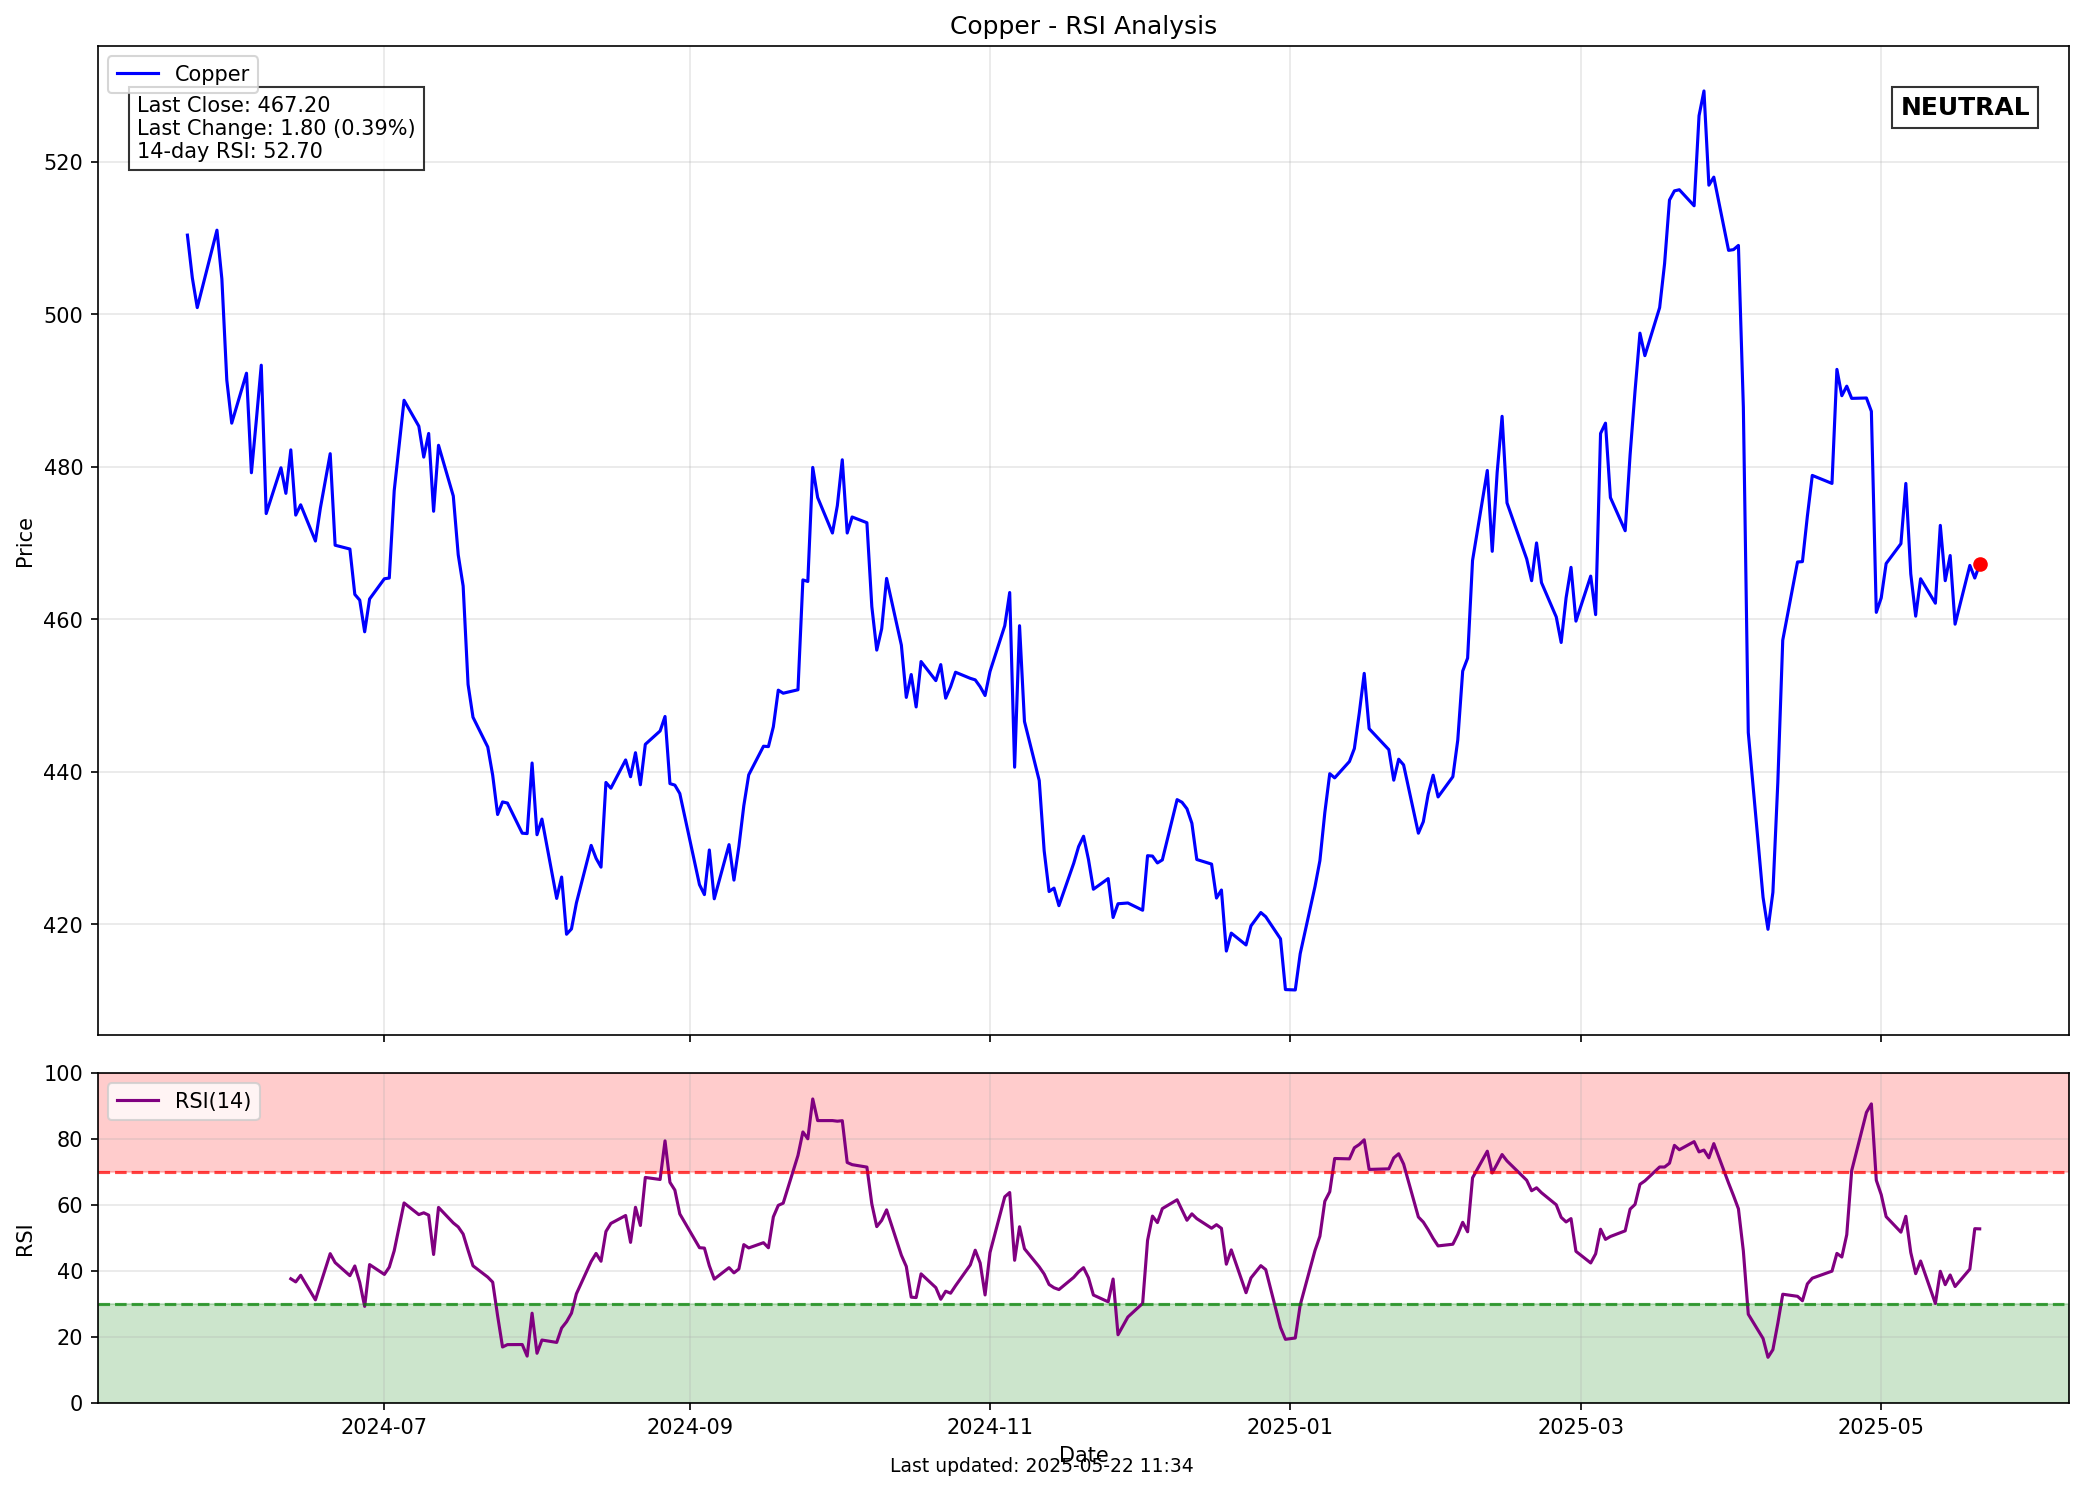 Copper - RSI Analysis
Copper
Last Close: 467.20
Last Change: 1.80 (0.39%)
14-day RSI: 52.70
NEUTRAL
Price
520
500
480
460
440
420
RSI(14)
RSI
100
80
60
40
20
0
2024-07
2024-09
2024-11
2025-01
2025-03
2025-05
Date
Last updated: 2025-05-22 11:34